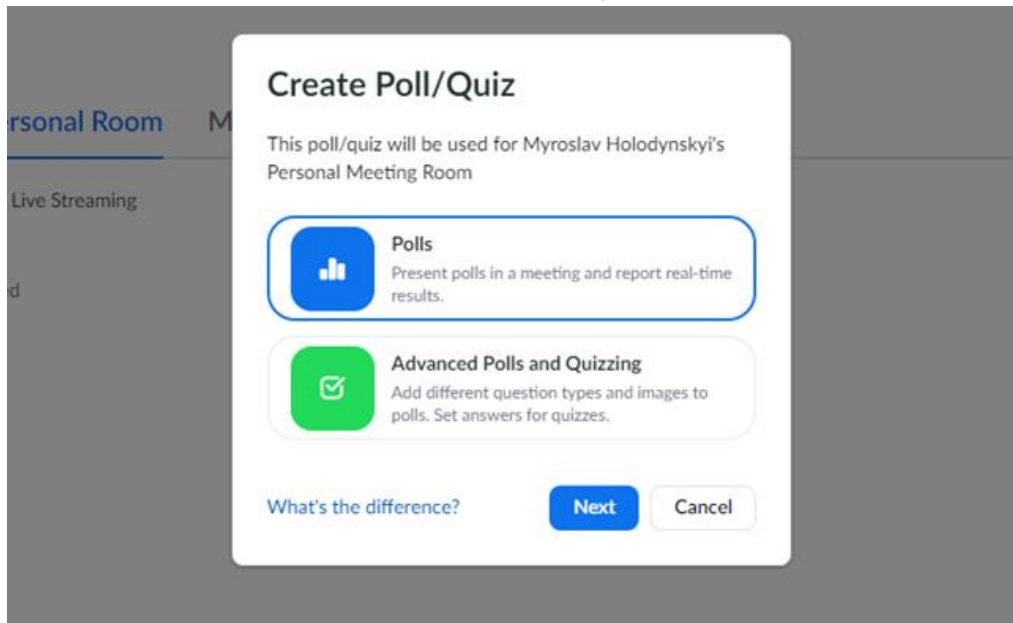 Create Poll/Quiz
ersonal Room
M
This poll/quiz will be used for Myroslav Holodynskyi's
Personal Meeting Room
Live Streaming
Polls
Present polls in a meeting and report real-time
results.
ed
Advanced Polls and Quizzing
Add different question types and images to
polls. Set answers for quizzes.
What's the difference?
Next
Cancel